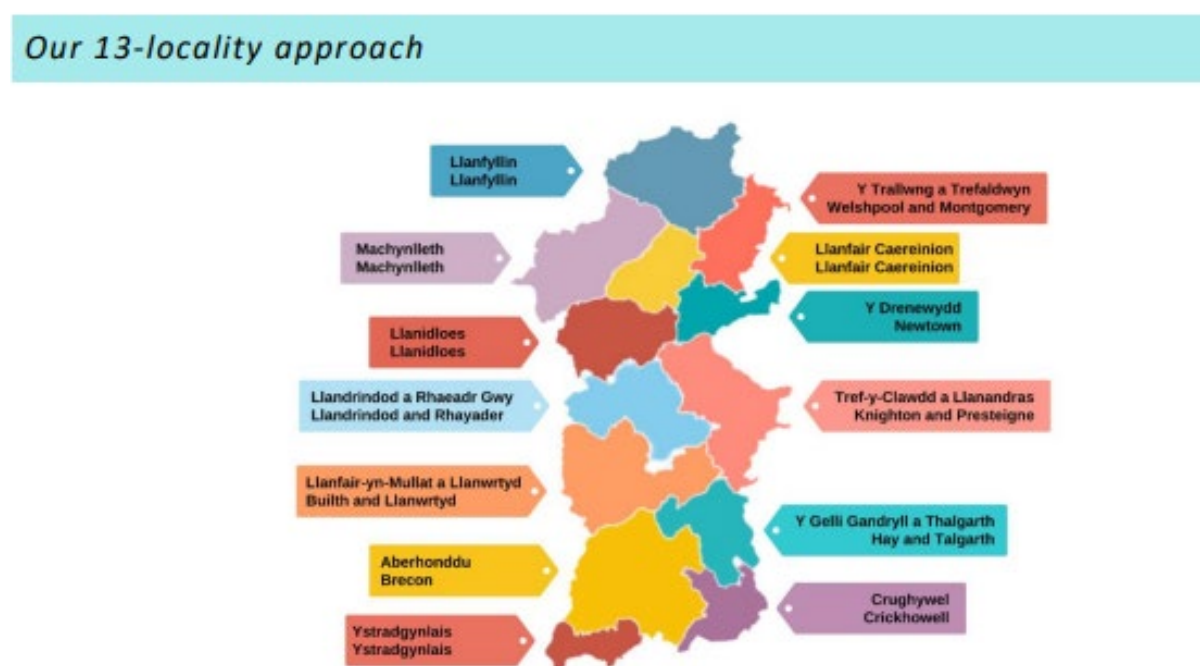 Our 13-locality approach
Llanfyllin
Llanfyllin
Y Trallwng a Trefaldwyn
Welshpool and Montgomery
Machynlleth
Machynlleth
Llanfair Caereinion
Llanfair Caereinion
Y Drenewydd
Newtown
Llanidloes
Llanidloes
Llandrindod a Rhaeadr Gwy
Llandrindod and Rhayader
Tref-y-Clawdd a Llanandras
Knighton and Presteigne
Llanfair-yn-Mullat a Llanwrtyd
Builth and Llanwrtyd
Y Gelli Gandryll a Thalgarth
Hay and Talgarth
Aberhonddu
Brecon
Crughywel
Crickhowell
Ystradgynlais
Ystradgynlais